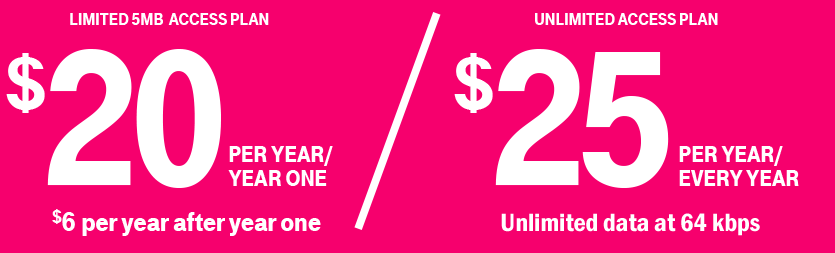 LIMITED 5MB ACCESS PLAN
$20
PER YEAR/
YEAR ONE
$6 per year after year one
UNLIMITED ACCESS PLAN
$25
PER YEAR/
EVERY YEAR
Unlimited data at 64 kbps